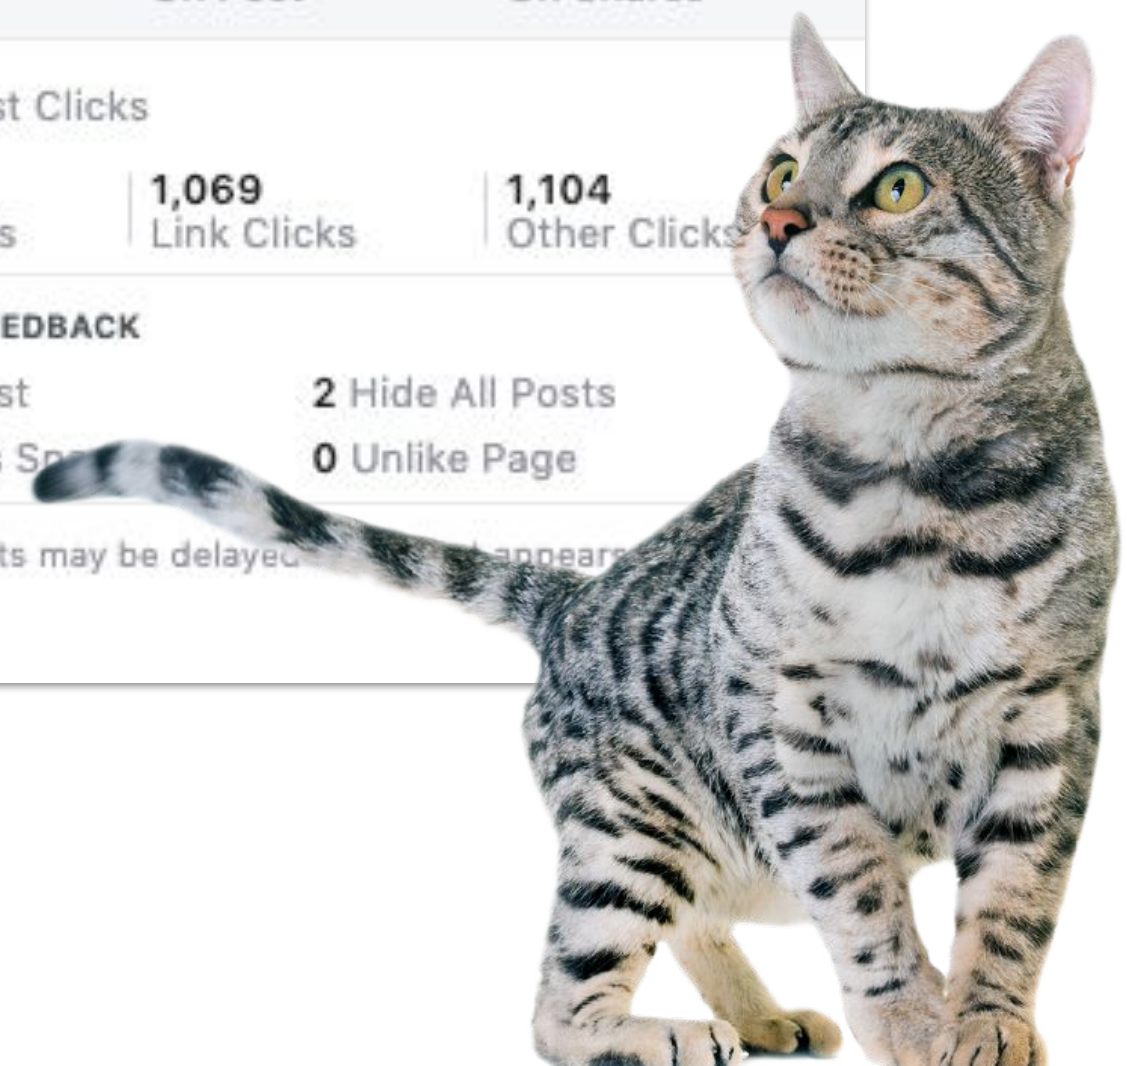 st Clicks
1,069 1,104
s Link Clicks Other Clicks
EDBACK
st 2 Hide All Posts
s 0 Unlike Page
ts may be delayed appears